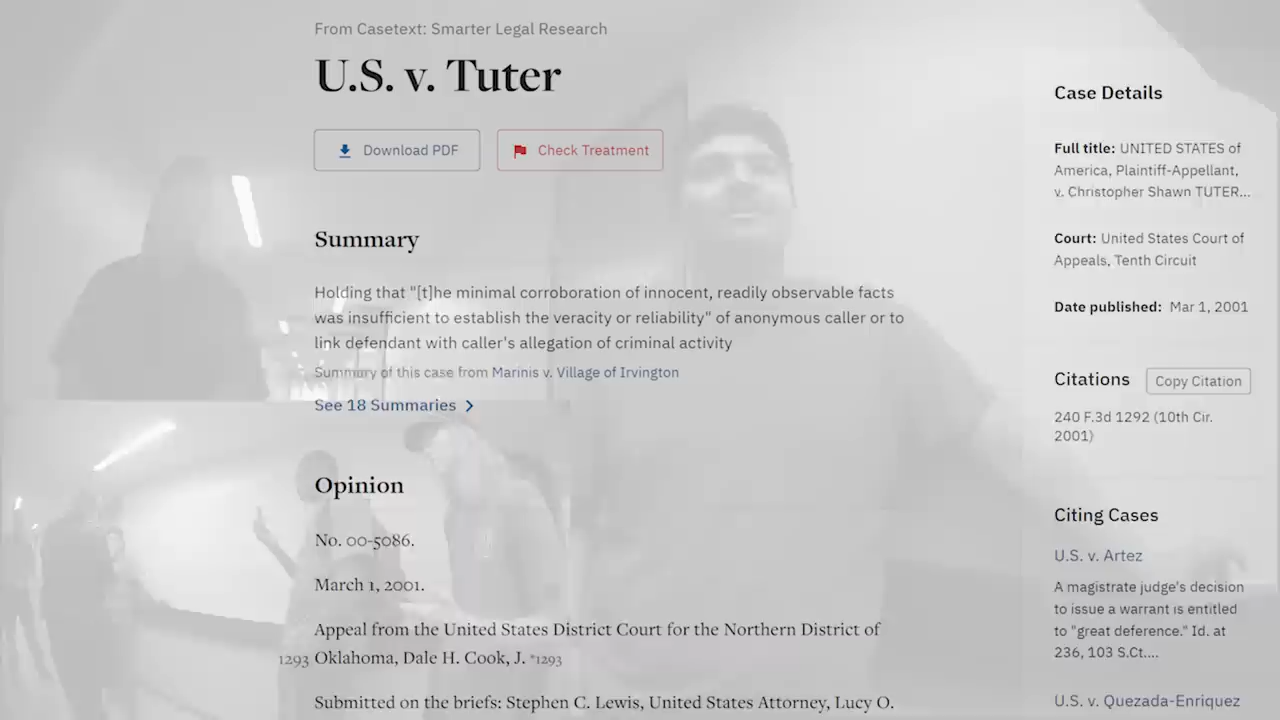 From Casetext: Smarter Legal Research
U.S. v. Tuter
Download PDF
Check Treatment
Summary
Holding that "[t]he minimal corroboration of innocent, readily observable facts
was insufficient to establish the veracity or reliability" of anonymous caller or to
link defendant with caller's allegation of criminal activity
Summary of this case from Marinis v. Village of Irvington
See 18 Summaries
Opinion
No. 00-5086.
March 1, 2001.
Appeal from the United States District Court for the Northern District of
1293 Oklahoma, Dale H. Cook, J. *1293
Submitted on the briefs: Stephen C. Lewis, United States Attorney, Lucy O.
Case Details
Full title: UNITED STATES of
America, Plaintiff-Appellant,
v. Christopher Shawn TUTER...
Court: United States Court of
Appeals, Tenth Circuit
Date published: Mar 1, 2001
Citations
Copy Citation
240 F.3d 1292 (10th Cir.
2001)
Citing Cases
U.S. v. Artez
A magistrate judge's decision
to issue a warrant is entitled
to "great deference." Id. at
236, 103 S.Ct....
U.S. v. Quezada-Enriquez